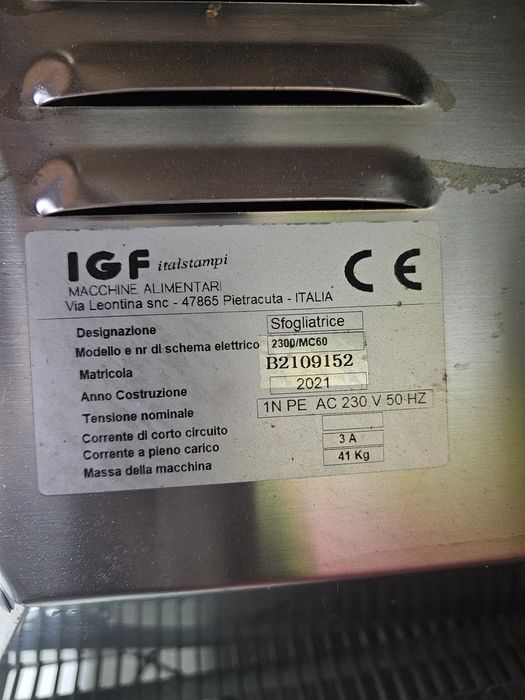 IGF italstampi CE
MACCHINE ALIMENTARI
Via Leontina snc - 47865 Pietracuta - ITALIA
Designazione Sfogliatrice
Modello e nr di schema elettrico 2300/MC60
Matricola B2109152
Anno Costruzione 2021
Tensione nominale 1N PE AC 230 V 50 HZ
Corrente di corto circuito
Corrente a pieno carico 3 A
Massa della macchina 41 Kg